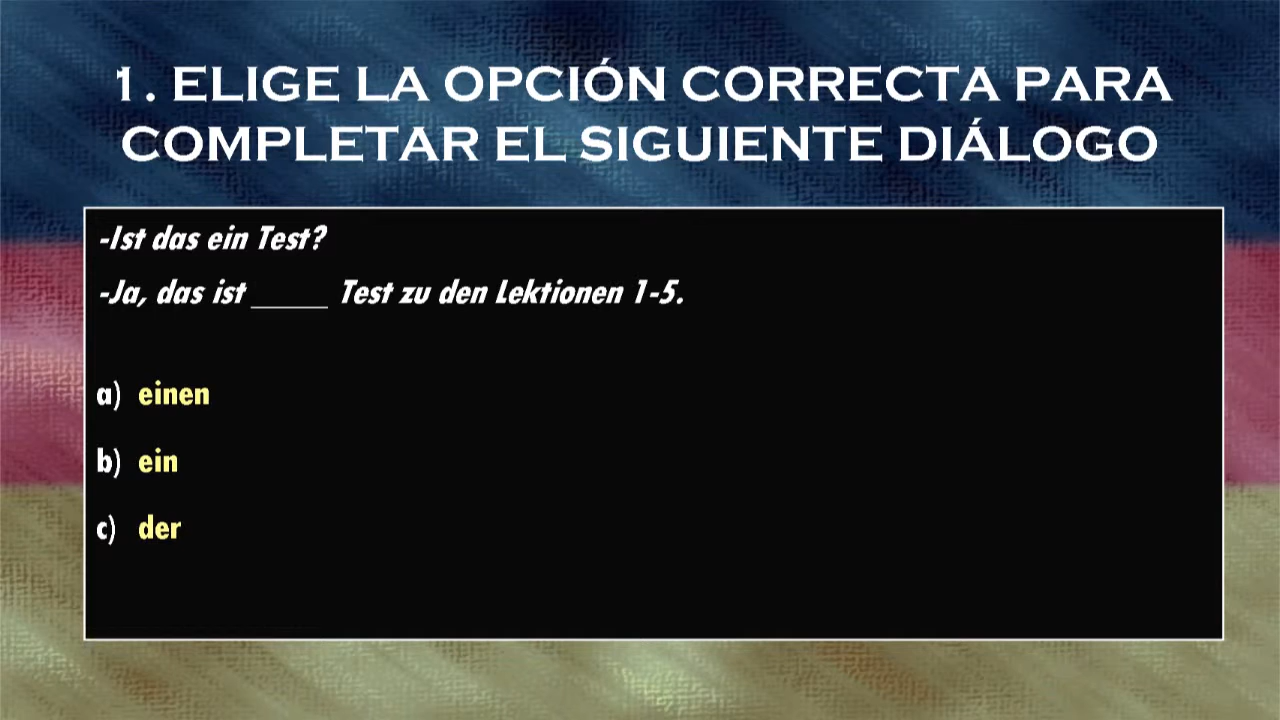 1. ELIGE LA OPCIÓN CORRECTA PARA
COMPLETAR EL SIGUIENTE DIÁLOGO
-Ist das ein Test?
-Ja, das ist _____ Test zu den Lektionen 1-5.
a) einen
b) ein
c) der